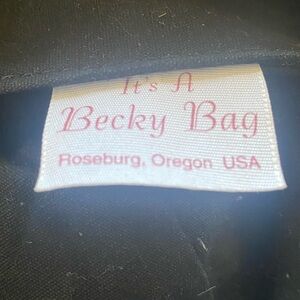 It's A
Becky Bag
Roseburg, Oregon USA